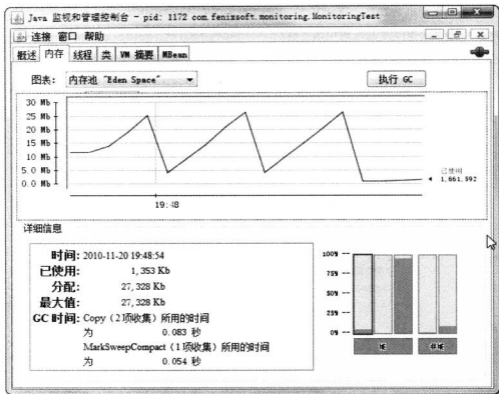 Java 监视和管理控制台 - pid: 1172 com.fenixsoft.monitoring.MonitoringTest
连接 窗口 帮助
概述 内存 线程 类 VM 摘要 MBean
图表: 内存池 "Eden Space" 执行 GC
30 Mb
25 Mb
20 Mb
15 Mb
10 Mb
5.0 Mb
0.0 Mb
已使用
1,661,592
19:48
详细信息
时间: 2010-11-20 19:48:54
已使用: 1,353 Kb
分配: 27,328 Kb
最大值: 27,328 Kb
GC 时间: Copy (2项收集) 所用的时间
为 0.083 秒
MarkSweepCompact (1项收集) 所用的时间
为 0.054 秒
100%
75%
50%
25%
0%
堆 非堆